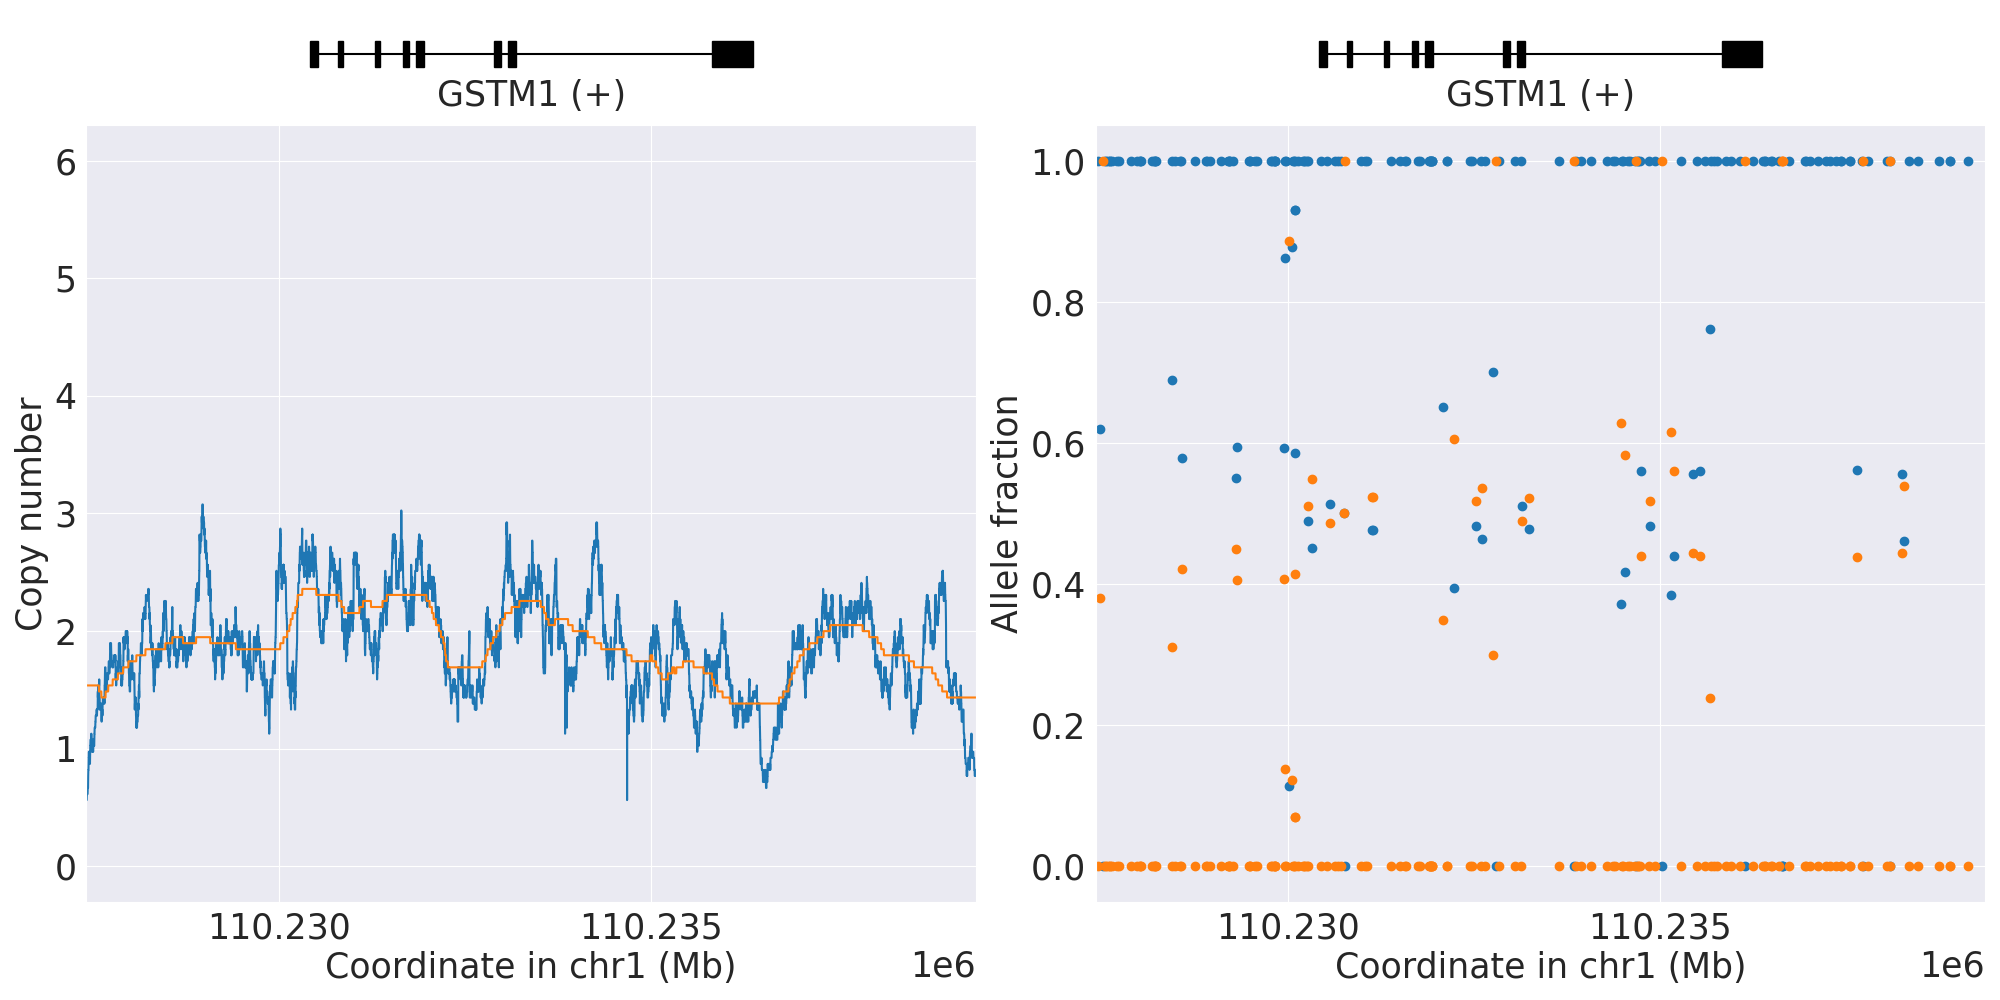 GSTM1 (+)
6
5
4
3
2
1
0
Copy number
110.230
110.235
Coordinate in chr1 (Mb)
1e6
GSTM1 (+)
1.0
0.8
0.6
0.4
0.2
0.0
Allele fraction
110.230
110.235
Coordinate in chr1 (Mb)
1e6